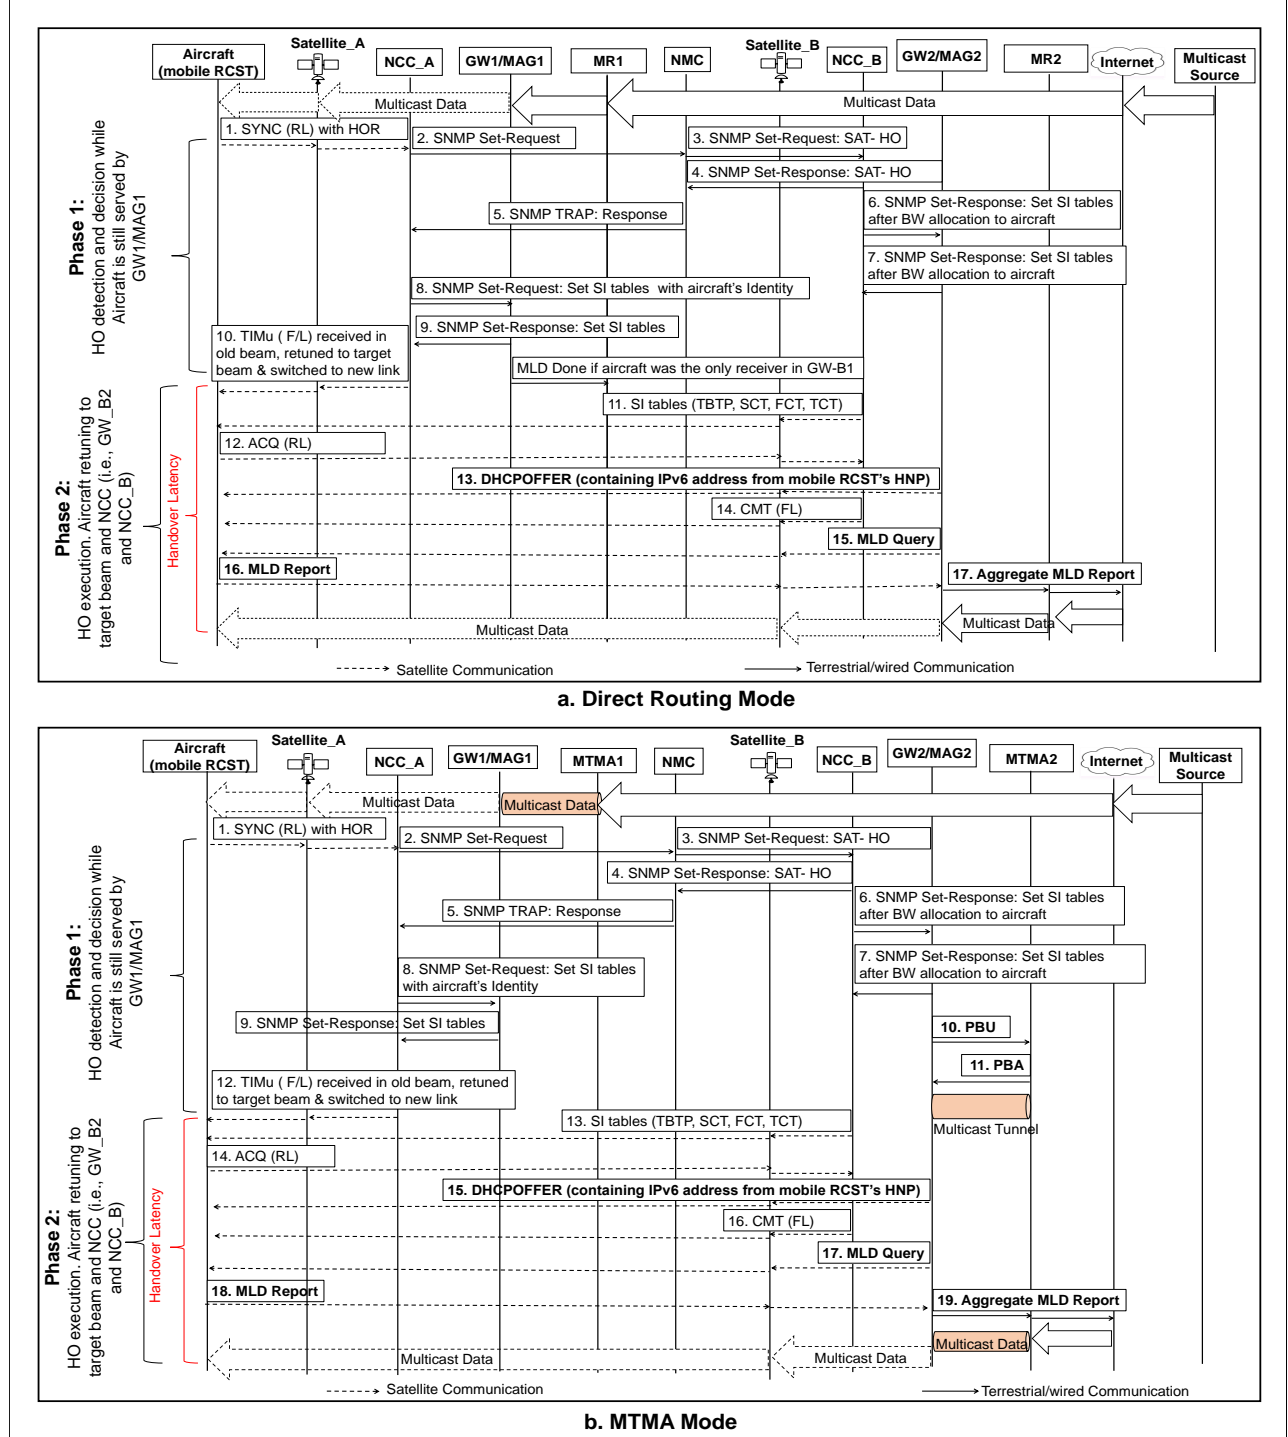 Aircraft
(mobile RCST)
Satellite_A
NCC_A
GW1/MAG1
MR1
NMC
Satellite_B
NCC_B
GW2/MAG2
MR2
Internet
Multicast
Source
Multicast Data
Multicast Data
1. SYNC (RL) with HOR
2. SNMP Set-Request
3. SNMP Set-Request: SAT- HO
4. SNMP Set-Response: SAT- HO
5. SNMP TRAP: Response
6. SNMP Set-Response: Set SI tables
after BW allocation to aircraft
7. SNMP Set-Response: Set SI tables
after BW allocation to aircraft
8. SNMP Set-Request: Set SI tables with aircraft's Identity
9. SNMP Set-Response: Set SI tables
10. TIMu ( F/L) received in
old beam, retuned to target
beam & switched to new link
MLD Done if aircraft was the only receiver in GW-B1
11. SI tables (TBTP, SCT, FCT, TCT)
12. ACQ (RL)
13. DHCPOFFER (containing IPv6 address from mobile RCST's HNP)
14. CMT (FL)
15. MLD Query
16. MLD Report
17. Aggregate MLD Report
Multicast Data
Multicast Data
Phase 1:
HO detection and decision while
Aircraft is still served by
GW1/MAG1
Phase 2:
HO execution. Aircraft retuning to
target beam and NCC (i.e., GW_B2
and NCC_B)
Handover Latency
Satellite Communication
Terrestrial/wired Communication
a. Direct Routing Mode
Aircraft
(mobile RCST)
Satellite_A
NCC_A
GW1/MAG1
MTMA1
NMC
Satellite_B
NCC_B
GW2/MAG2
MTMA2
Internet
Multicast
Source
Multicast Data
Multicast Data
1. SYNC (RL) with HOR
2. SNMP Set-Request
3. SNMP Set-Request: SAT- HO
4. SNMP Set-Response: SAT- HO
5. SNMP TRAP: Response
6. SNMP Set-Response: Set SI tables
after BW allocation to aircraft
7. SNMP Set-Response: Set SI tables
after BW allocation to aircraft
8. SNMP Set-Request: Set SI tables
with aircraft's Identity
9. SNMP Set-Response: Set SI tables
10. PBU
11. PBA
Multicast Tunnel
12. TIMu ( F/L) received in old beam, retuned
to target beam & switched to new link
13. SI tables (TBTP, SCT, FCT, TCT)
14. ACQ (RL)
15. DHCPOFFER (containing IPv6 address from mobile RCST's HNP)
16. CMT (FL)
17. MLD Query
18. MLD Report
19. Aggregate MLD Report
Multicast Data
Multicast Data
Multicast Data
Phase 1:
HO detection and decision while
Aircraft is still served by
GW1/MAG1
Phase 2:
HO execution. Aircraft retuning to
target beam and NCC (i.e., GW_B2
and NCC_B)
Handover Latency
Satellite Communication
Terrestrial/wired Communication
b. MTMA Mode